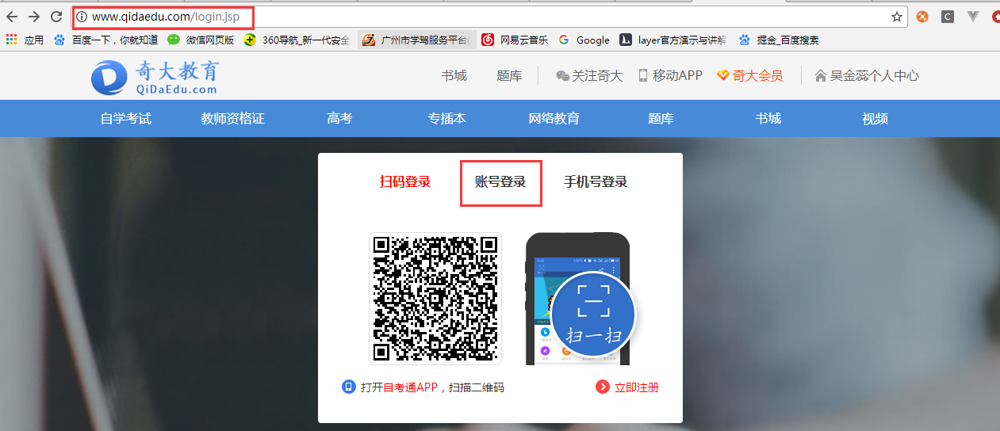 www.qidaedu.com/login.jsp
应用 百度一下，你就知道 微信网页版 360导航_新一代安全 广州市学驾服务平台( 网易云音乐 Google layer官方演示与讲解 掘金_百度搜索
奇大教育 书城 题库 关注奇大 移动APP 奇大会员 吴金蕊个人中心
QiDaEdu.com
自学考试 教师资格证 高考 专插本 网络教育 题库 书城 视频
扫码登录 账号登录 手机号登录
扫一扫
打开自考通APP，扫描二维码 立即注册